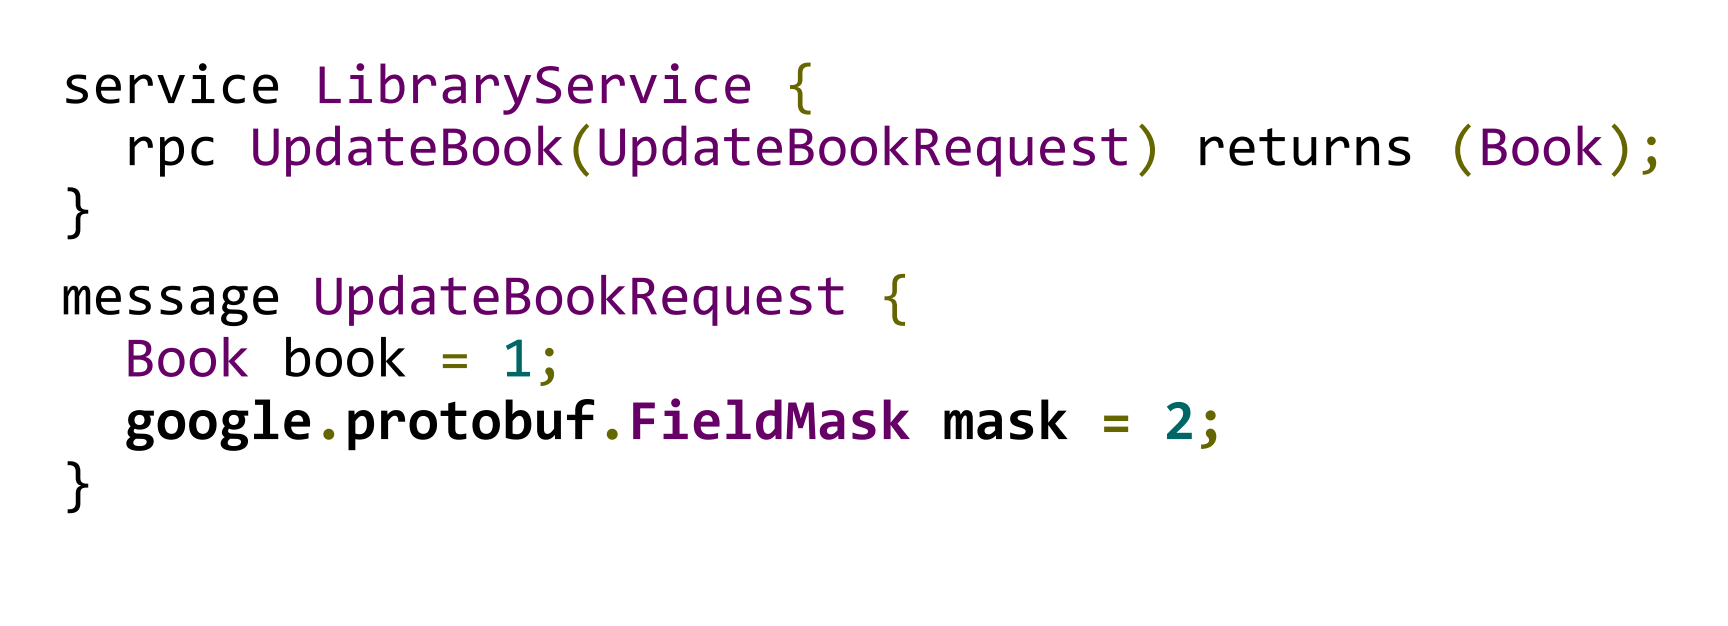 service LibraryService {
  rpc UpdateBook(UpdateBookRequest) returns (Book);
}
message UpdateBookRequest {
  Book book = 1;
  google.protobuf.FieldMask mask = 2;
}